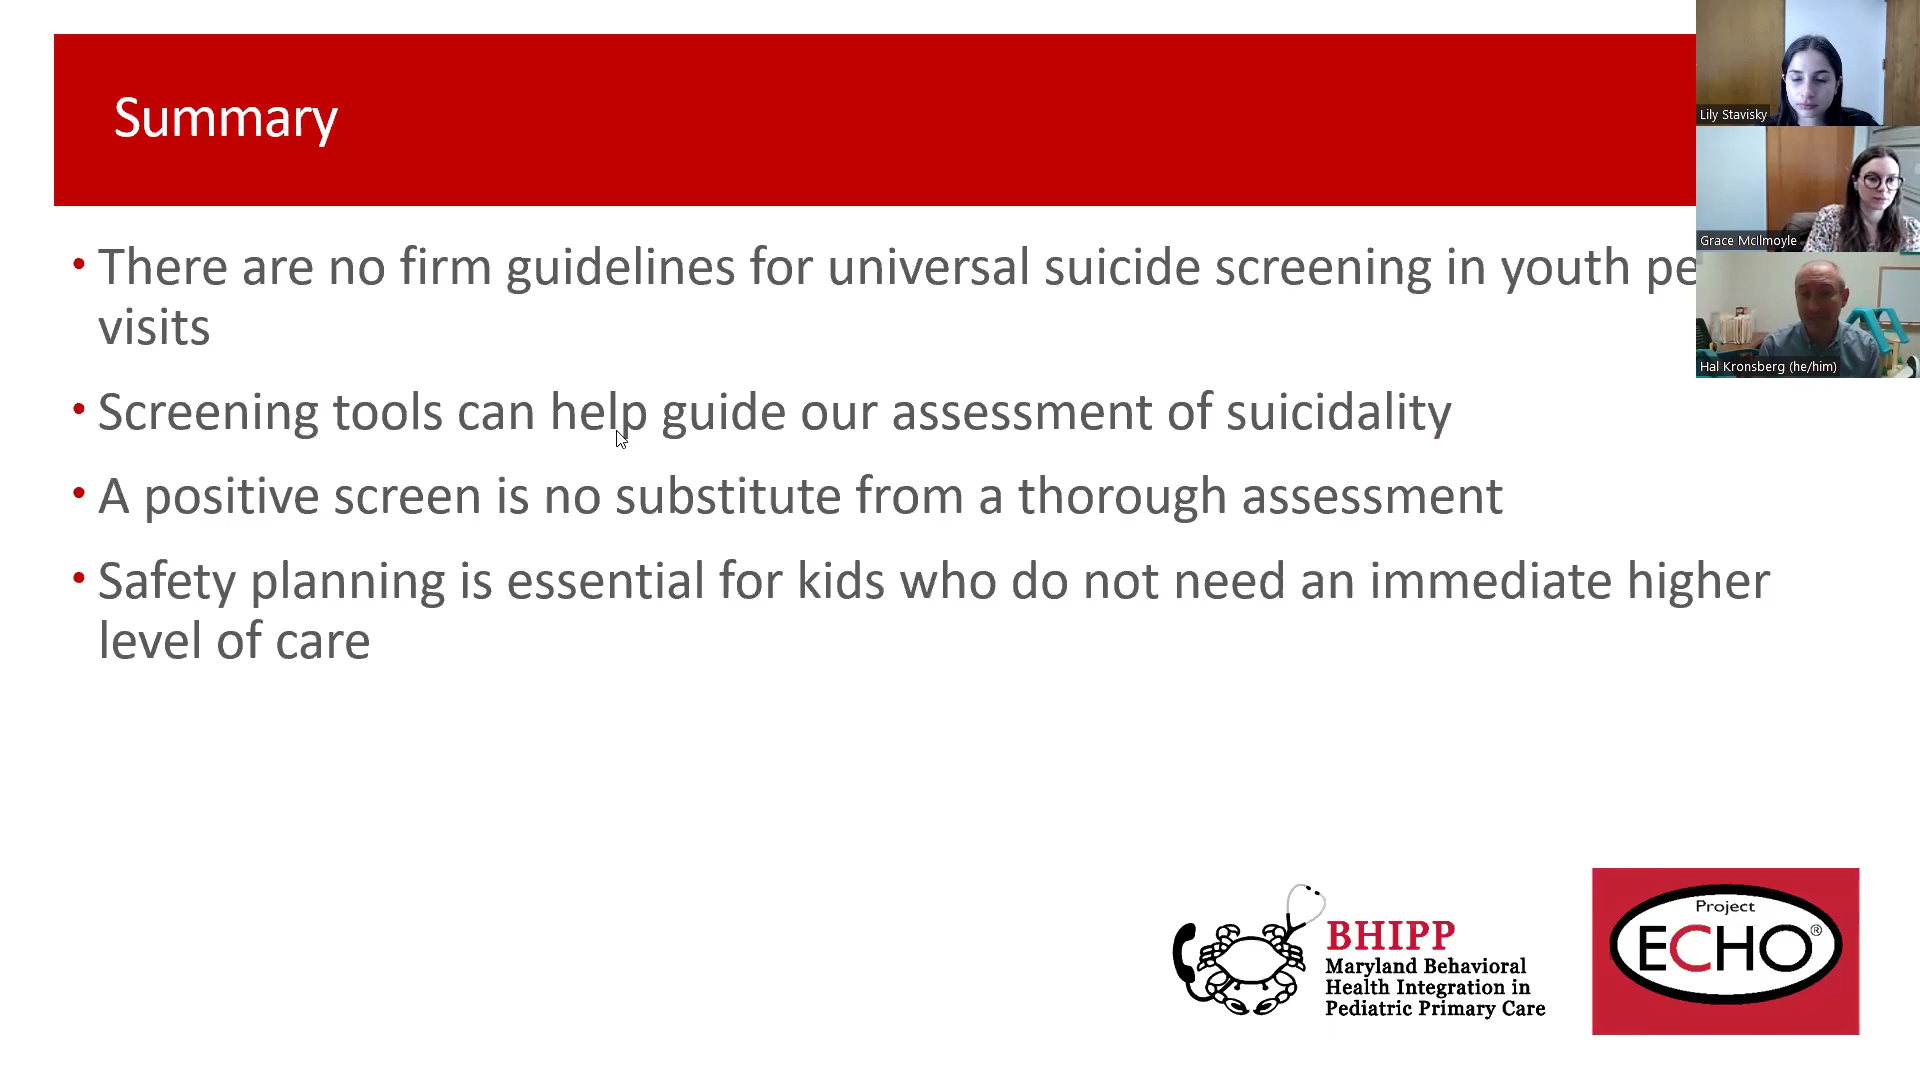 Summary
• There are no firm guidelines for universal suicide screening in youth pe
visits
• Screening tools can help guide our assessment of suicidality
• A positive screen is no substitute from a thorough assessment
• Safety planning is essential for kids who do not need an immediate higher
level of care
Lily Stavisky
Grace McIlmoyle
Hal Kronsberg (he/him)
BHIPP
Maryland Behavioral
Health Integration in
Pediatric Primary Care
Project
ECHO®